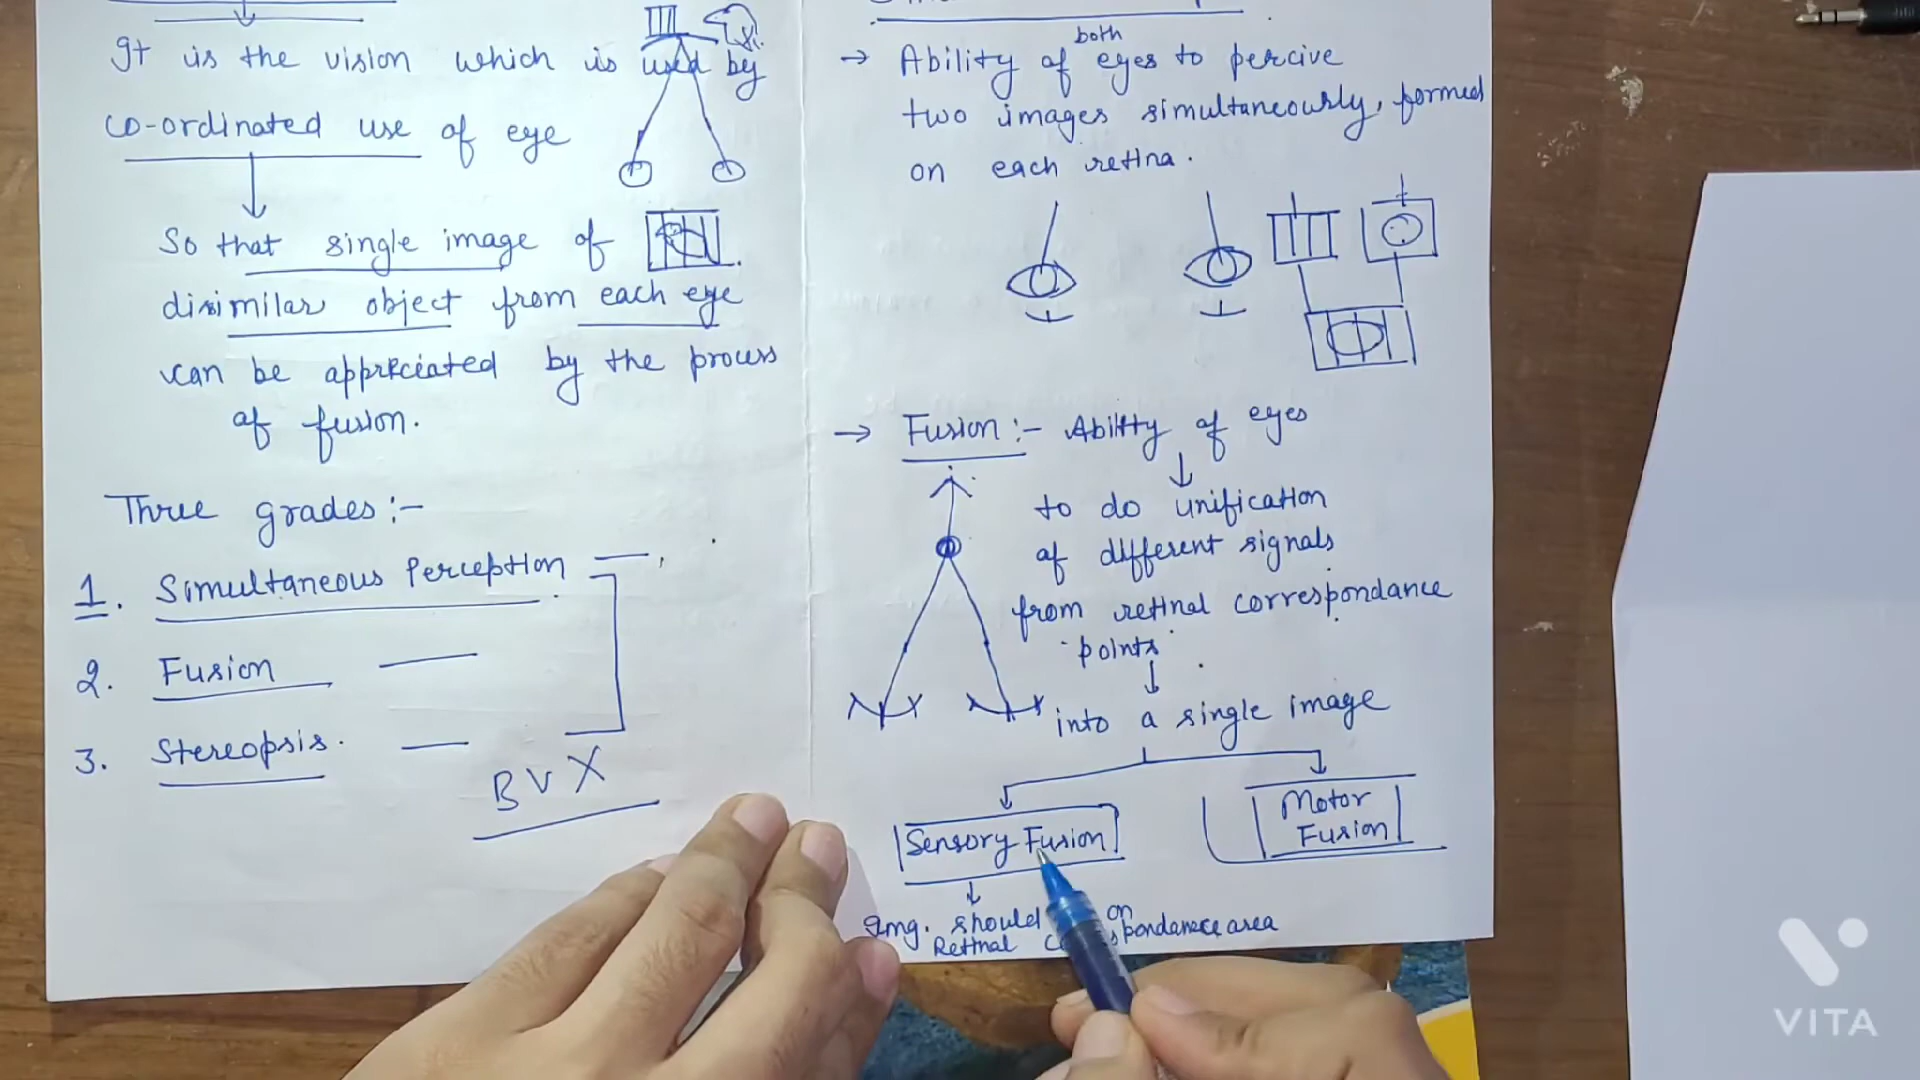 It is the vision which is used by
co-ordinated use of eye
So that single image of
disimilar object from each eye
can be appreciated by the process
of fusion.
Three grades:-
1. Simultaneous Perception
2. Fusion
3. Stereopsis.
B V X
→ Ability of both eyes to percive
two images simultaneously, formed
on each retina.
→ Fusion :- Ability of eyes
to do unification
of different signals
from retinal correspondance
points
into a single image
Sensory Fusion
Motor
Fusion
Img. should on
Retinal area
VITA